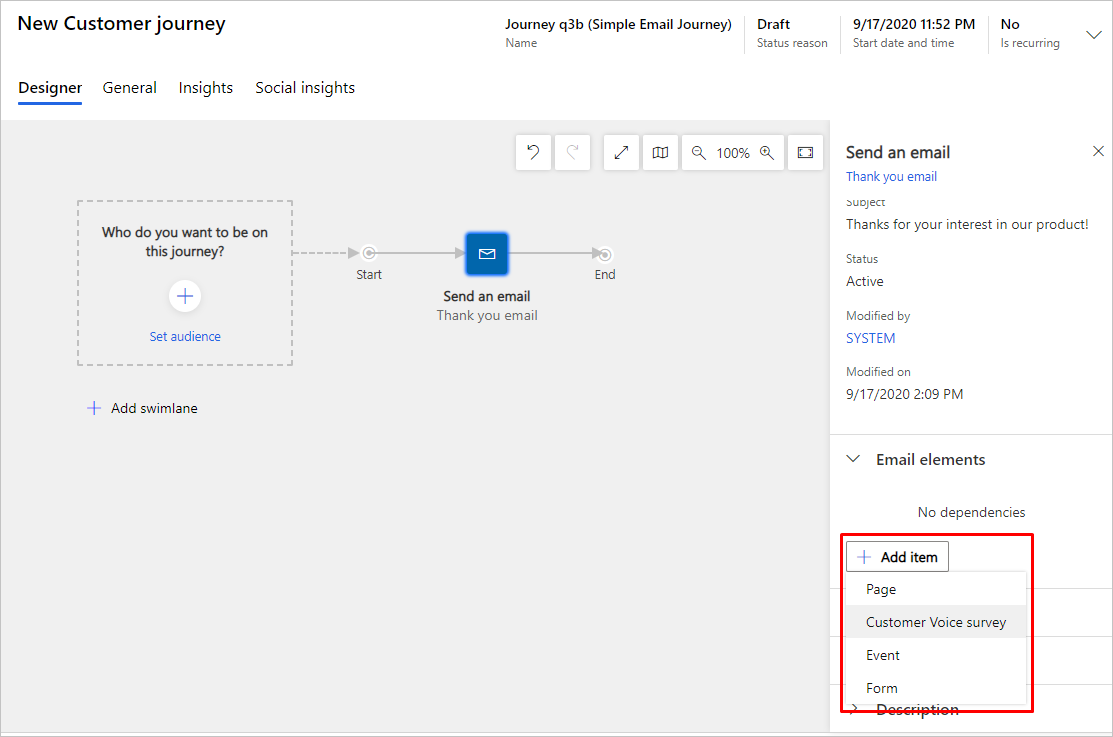 New Customer journey
Journey q3b (Simple Email Journey)
Name
Draft
Status reason
9/17/2020 11:52 PM
Start date and time
No
Is recurring
Designer
General
Insights
Social insights
100%
Who do you want to be on
this journey?
Set audience
Start
Send an email
Thank you email
End
Add swimlane
Send an email
Thank you email
Subject
Thanks for your interest in our product!
Status
Active
Modified by
SYSTEM
Modified on
9/17/2020 2:09 PM
Email elements
No dependencies
Add item
Page
Customer Voice survey
Event
Form
Description